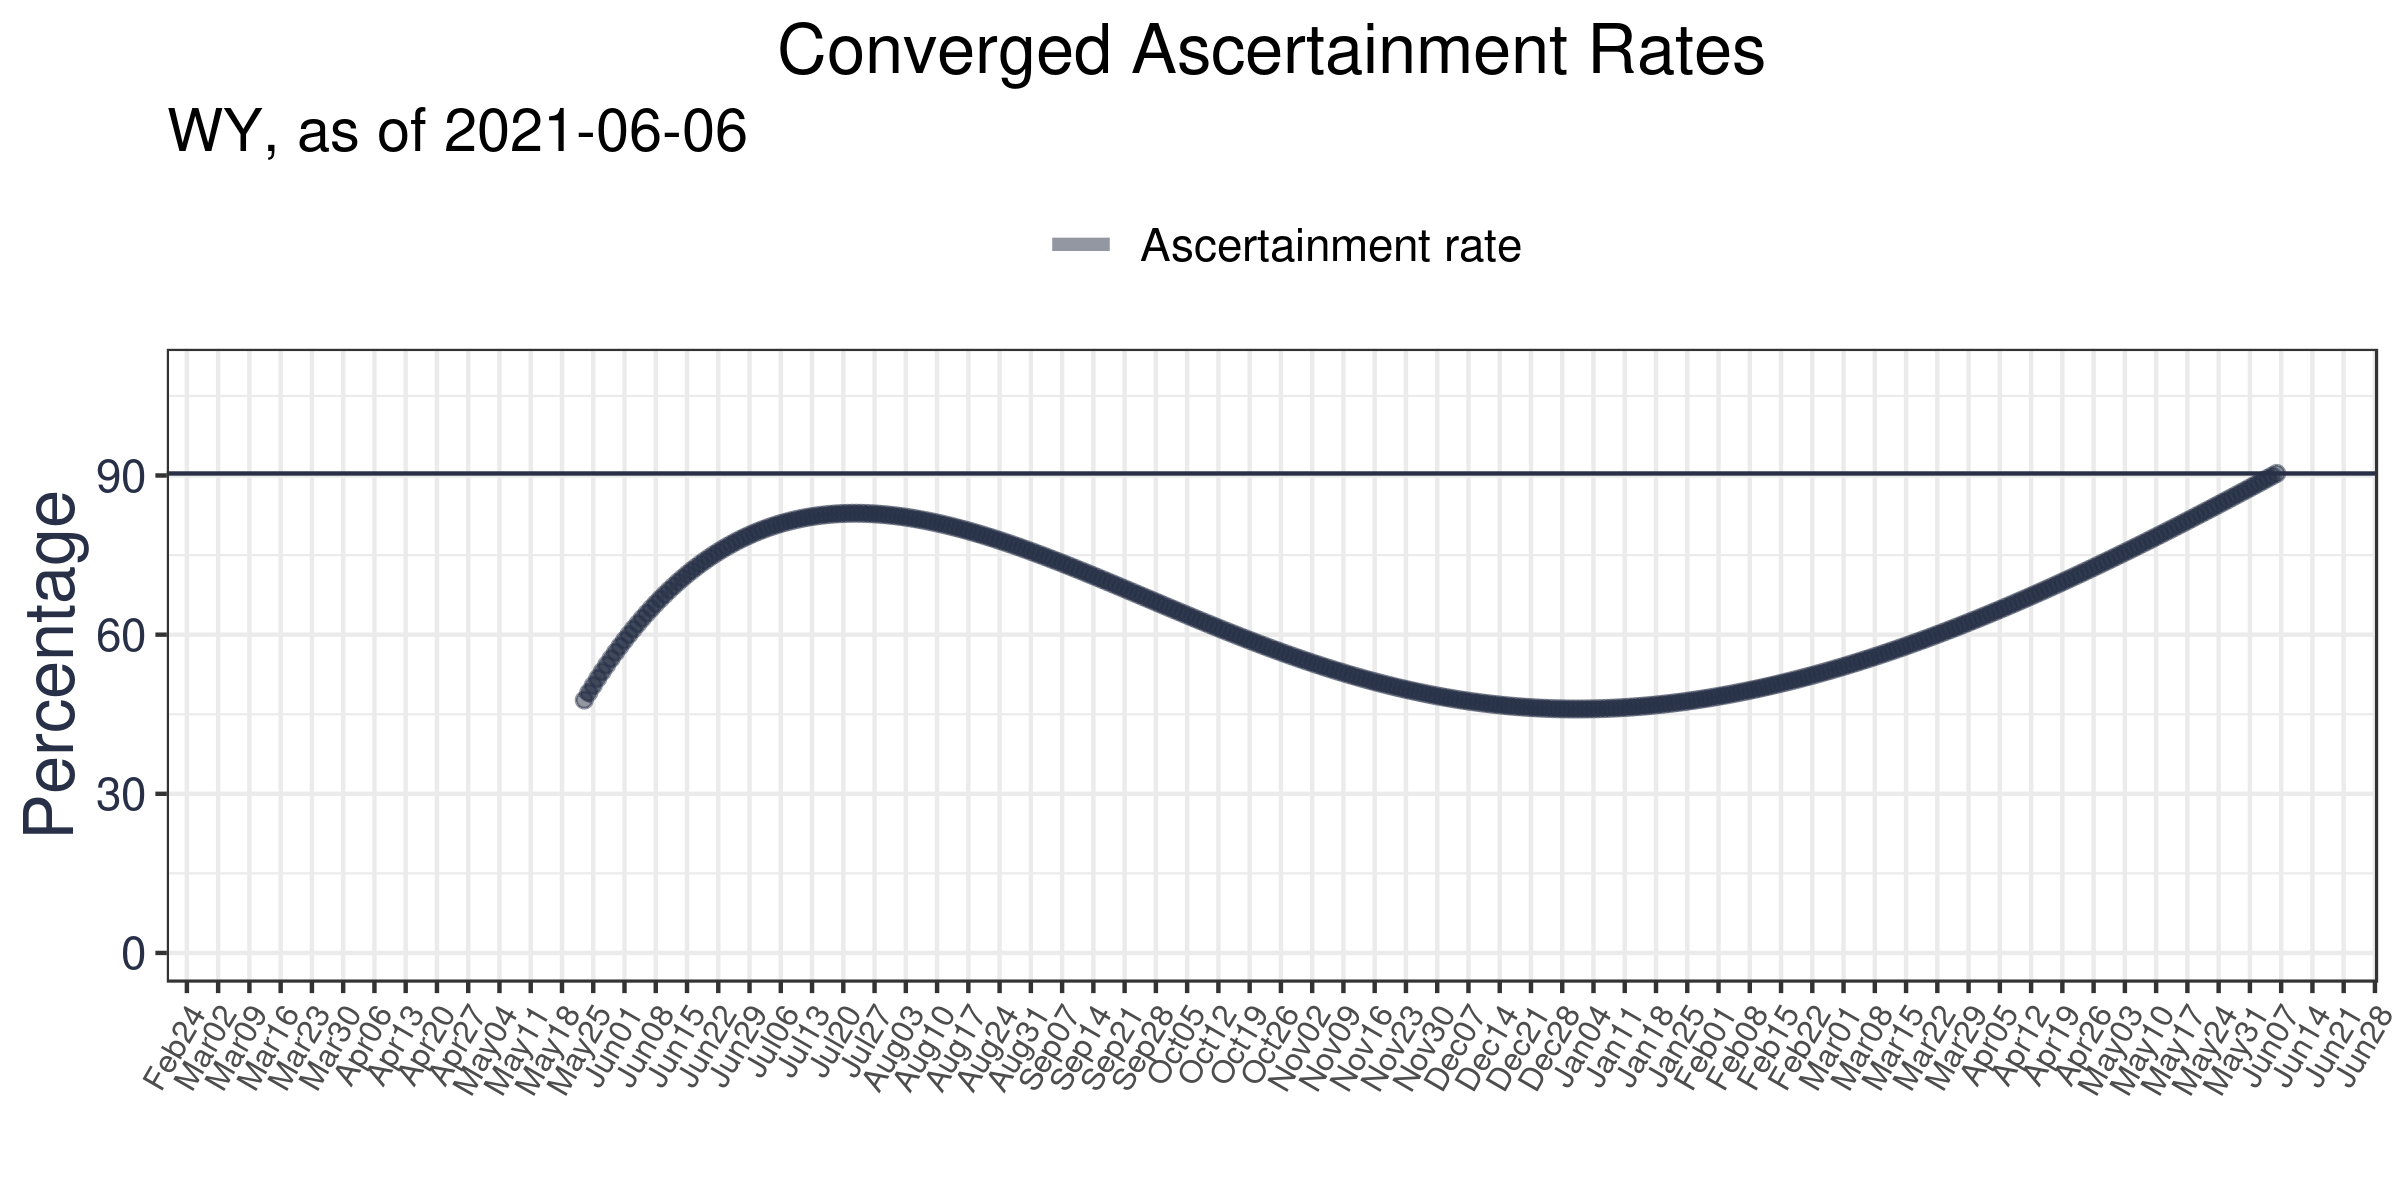 Converged Ascertainment Rates
WY, as of 2021-06-06
Ascertainment rate
Percentage
90
60
30
0
Feb24
Mar02
Mar09
Mar16
Mar23
Mar30
Apr06
Apr13
Apr20
Apr27
May04
May11
May18
May25
Jun01
Jun08
Jun15
Jun22
Jun29
Jul06
Jul13
Jul20
Jul27
Aug03
Aug10
Aug17
Aug24
Aug31
Sep07
Sep14
Sep21
Sep28
Oct05
Oct12
Oct19
Oct26
Nov02
Nov09
Nov16
Nov23
Nov30
Dec07
Dec14
Dec21
Dec28
Jan04
Jan11
Jan18
Jan25
Feb01
Feb08
Feb15
Feb22
Mar01
Mar08
Mar15
Mar22
Mar29
Apr05
Apr12
Apr19
Apr26
May03
May10
May17
May24
May31
Jun07
Jun14
Jun21
Jun28